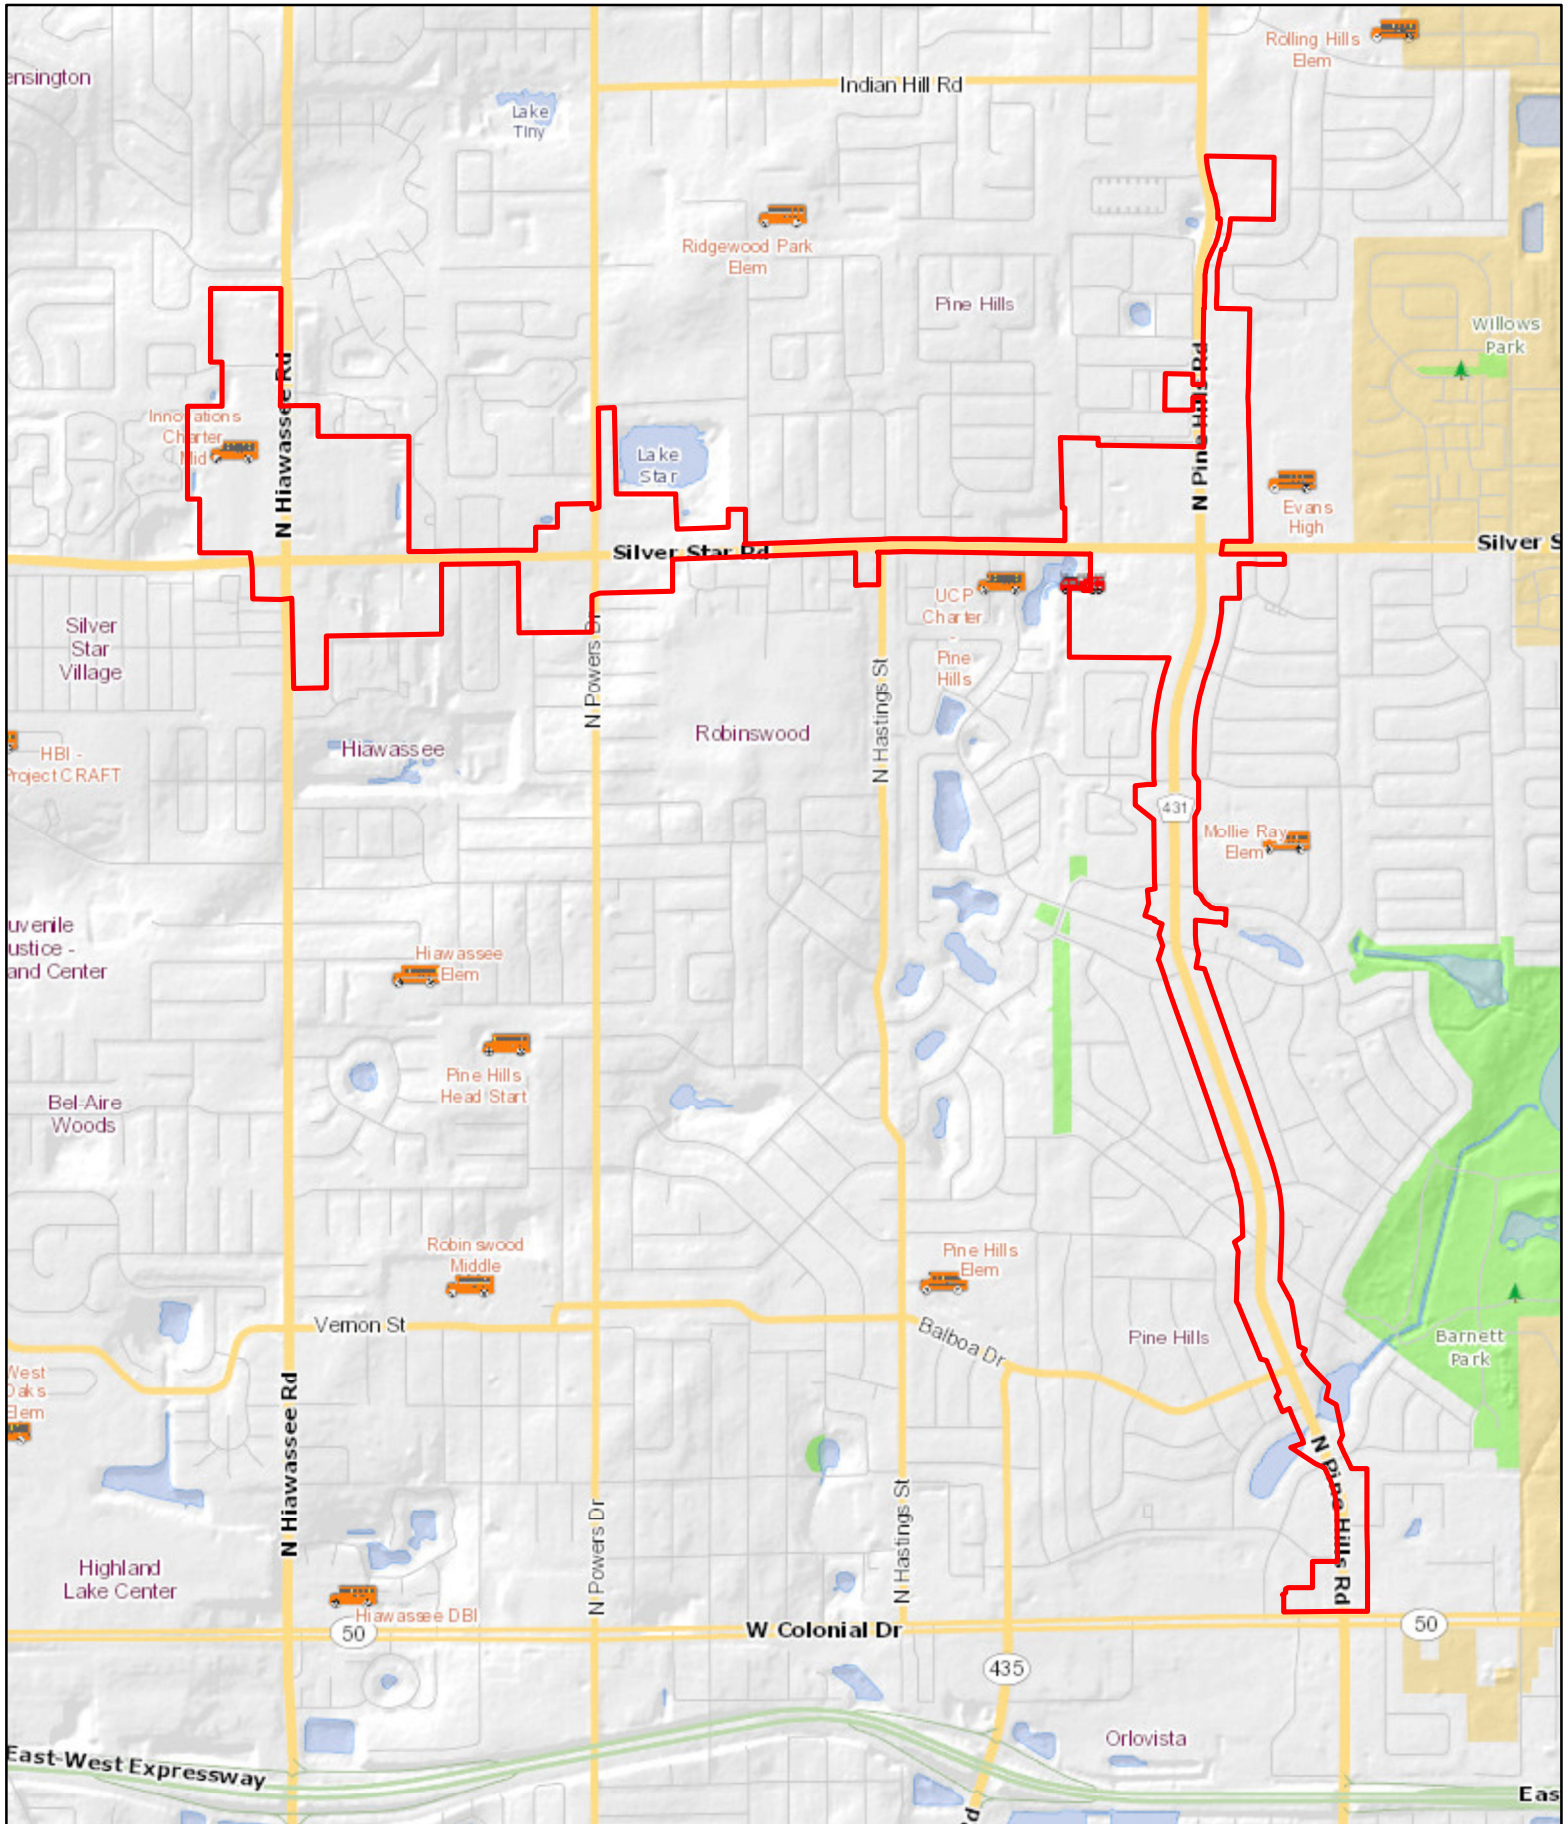 Rolling Hills
Elem
ensington
Indian Hill Rd
Lake
Tiny
Ridgewood Park
Elem
Pine Hills
Willows
Park
N Hiawassee Rd
N Pine Hills Rd
Innovations
Charter
Mid
Lake
Star
Evans
High
Silver Star Rd
Silver S
UCP
Charter
-
Pine
Hills
Silver
Star
Village
N Powers Dr
N Hastings St
Robinswood
Hiawassee
HBI -
Project CRAFT
431
Mollie Ray
Elem
uvenile
ustice -
and Center
Hiawassee
Elem
Pine Hills
Head Start
Bel-Aire
Woods
Robinswood
Middle
Pine Hills
Elem
Vernon St
Balboa Dr
Pine Hills
Barnett
Park
West
Oaks
Elem
N Hiawassee Rd
N Powers Dr
N Hastings St
N Pine Hills Rd
Highland
Lake Center
Hiawassee DBI
50
W Colonial Dr
50
435
Orlovista
East-West Expressway
Eas
d